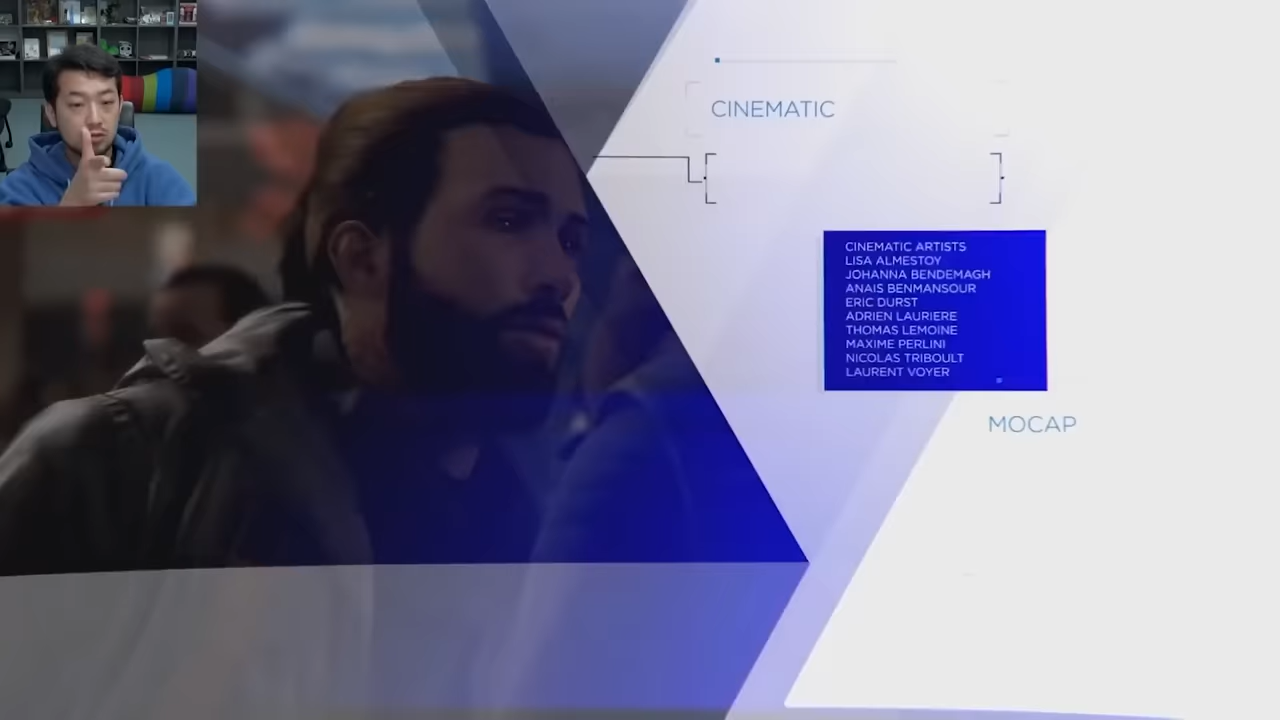 CINEMATIC
CINEMATIC ARTISTS
LISA ALMESTOY
JOHANNA BENDEMAGH
ANAIS BENMANSOUR
ERIC DURST
ADRIEN LAURIERE
THOMAS LEMOINE
MAXIME PERLINI
NICOLAS TRIBOULT
LAURENT VOYER
MOCAP